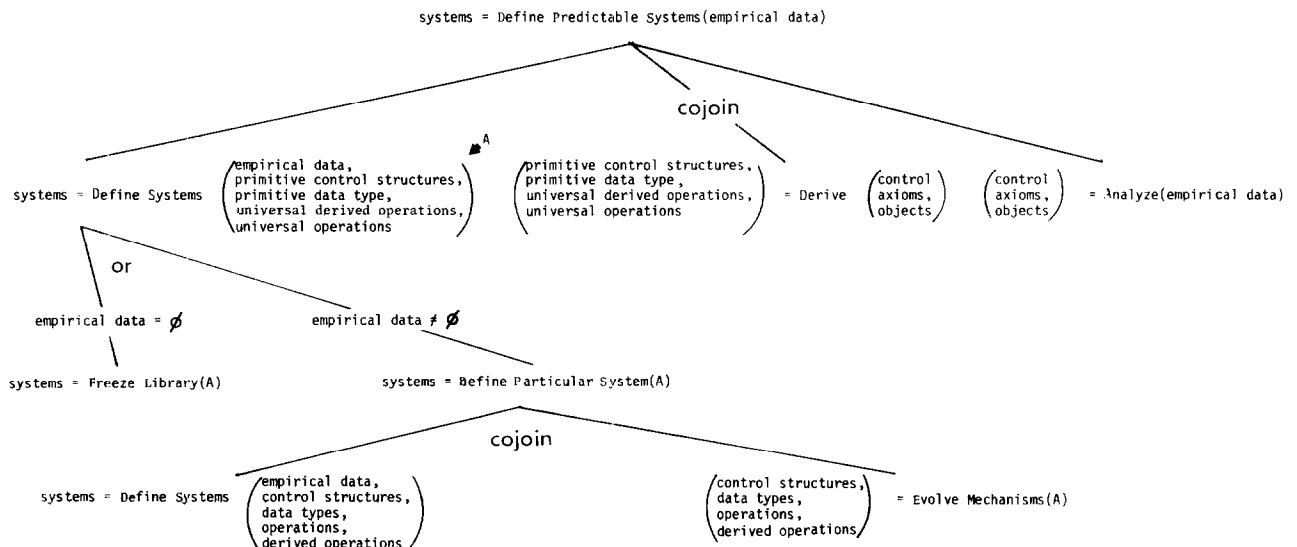 systems = Define Predictable Systems(empirical data)
cojoin
A
systems = Define Systems
empirical data,
primitive control structures,
primitive data type,
universal derived operations,
universal operations
primitive control structures,
primitive data type,
universal derived operations,
universal operations
= Derive
control
axioms,
objects
control
axioms,
objects
= Analyze(empirical data)
or
empirical data = ∅
empirical data ≠ ∅
systems = Freeze Library(A)
systems = Define Particular System(A)
cojoin
systems = Define Systems
empirical data,
control structures,
data types,
operations,
derived operations
control structures,
data types,
operations,
derived operations
= Evolve Mechanisms(A)